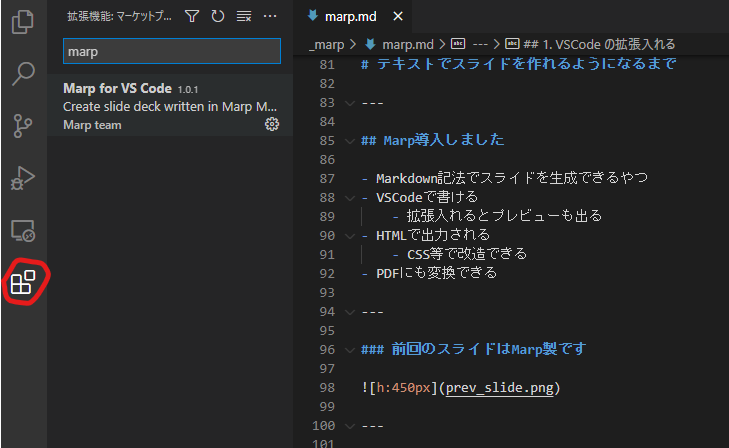 拡張機能: マーケットプ...
marp
Marp for VS Code 1.0.1
Create slide deck written in Marp M...
Marp team
marp.md
_marp > marp.md > abc --- > abc ## 1. VSCode の拡張入れる
81 # テキストでスライドを作れるようになるまで
82
83 ---
84
85 ## Marp導入しました
86
87 - Markdown記法でスライドを生成できるやつ
88 - VSCodeで書ける
89 - 拡張入れるとプレビューも出る
90 - HTMLで出力される
91 - CSS等で改造できる
92 - PDFにも変換できる
93
94 ---
95
96 ### 前回のスライドはMarp製です
97
98 ![h:450px](prev_slide.png)
99
100 ---
101